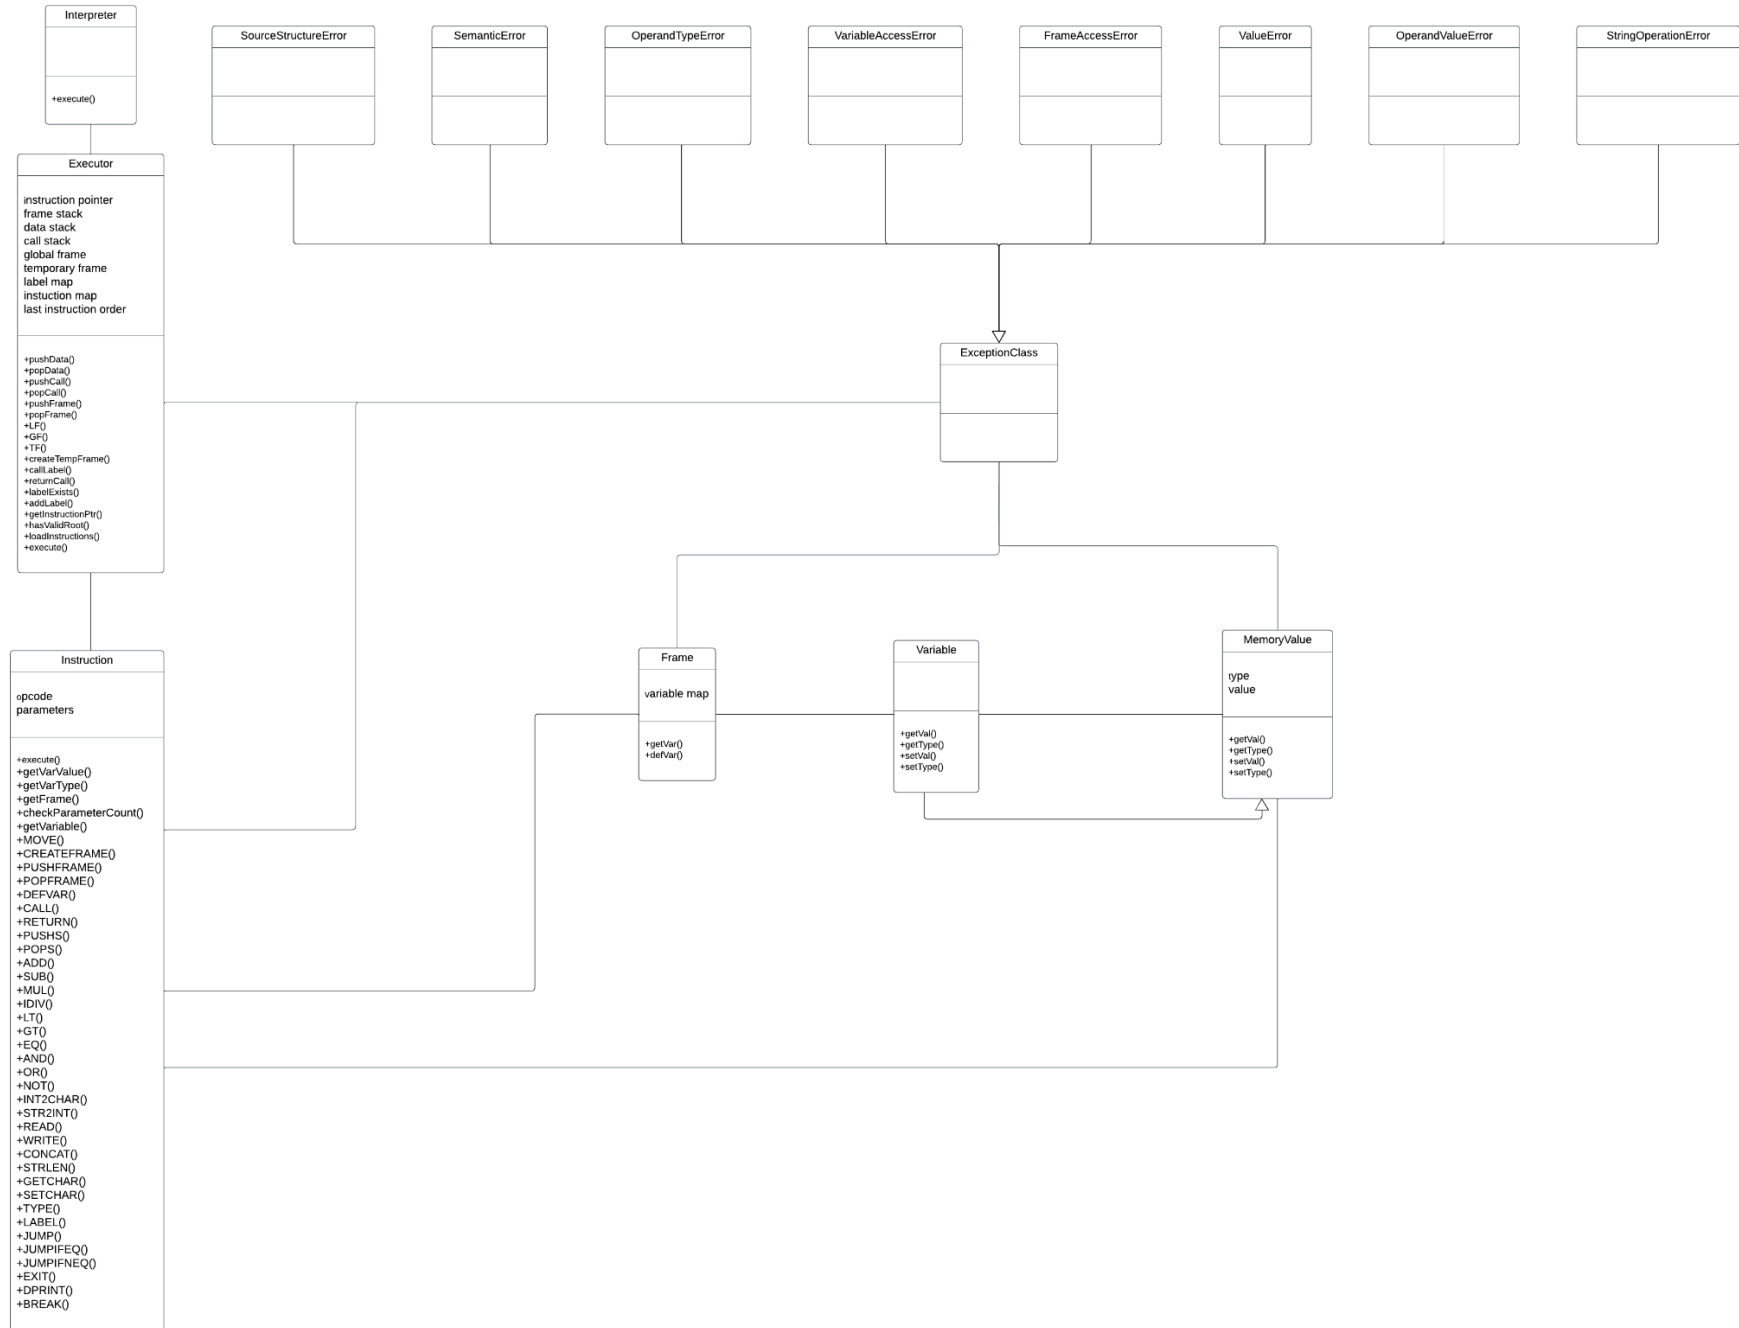 Interpreter
+execute()
SourceStructureError
SemanticError
OperandTypeError
VariableAccessError
FrameAccessError
ValueError
OperandValueError
StringOperationError
Executor
instruction pointer
frame stack
data stack
call stack
global frame
temporary frame
label map
instuction map
last instruction order
+pushData()
+popData()
+pushCall()
+popCall()
+pushFrame()
+popFrame()
+LF()
+GF()
+TF()
+createTempFrame()
+callLabel()
+returnCall()
+labelExists()
+addLabel()
+getInstructionPtr()
+hasValidRoot()
+loadInstructions()
+execute()
ExceptionClass
Instruction
opcode
parameters
+execute()
+getVarValue()
+getVarType()
+getFrame()
+checkParameterCount()
+getVariable()
+MOVE()
+CREATEFRAME()
+PUSHFRAME()
+POPFRAME()
+DEFVAR()
+CALL()
+RETURN()
+PUSHS()
+POPS()
+ADD()
+SUB()
+MUL()
+IDIV()
+LT()
+GT()
+EQ()
+AND()
+OR()
+NOT()
+INT2CHAR()
+STR2INT()
+READ()
+WRITE()
+CONCAT()
+STRLEN()
+GETCHAR()
+SETCHAR()
+TYPE()
+LABEL()
+JUMP()
+JUMPIFEQ()
+JUMPIFNEQ()
+EXIT()
+DPRINT()
+BREAK()
Frame
variable map
+getVar()
+defVar()
Variable
+getVal()
+getType()
+setVal()
+setType()
MemoryValue
type
value
+getVal()
+getType()
+setVal()
+setType()